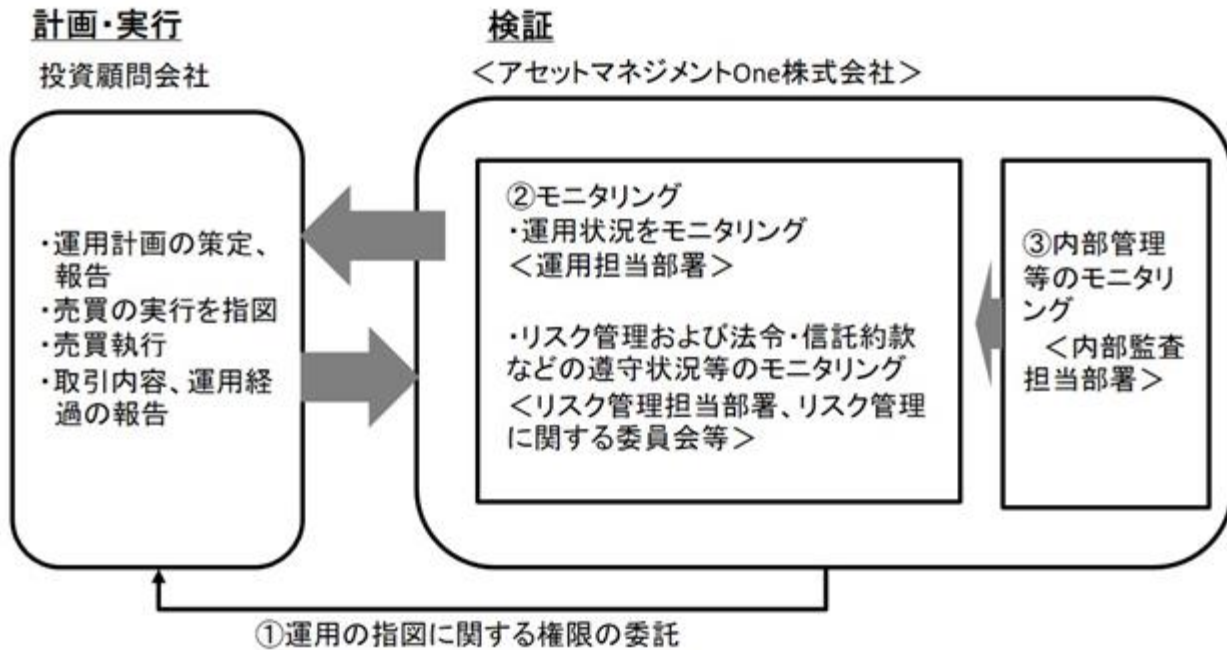 計画・実行
投資顧問会社
・運用計画の策定、
報告
・売買の実行を指図
・売買執行
・取引内容、運用経
過の報告
検証
＜アセットマネジメントOne株式会社＞
②モニタリング
・運用状況をモニタリング
＜運用担当部署＞
・リスク管理および法令・信託約款
などの遵守状況等のモニタリング
＜リスク管理担当部署、リスク管理
に関する委員会等＞
③内部管理
等のモニタリ
ング
＜内部監査
担当部署＞
①運用の指図に関する権限の委託